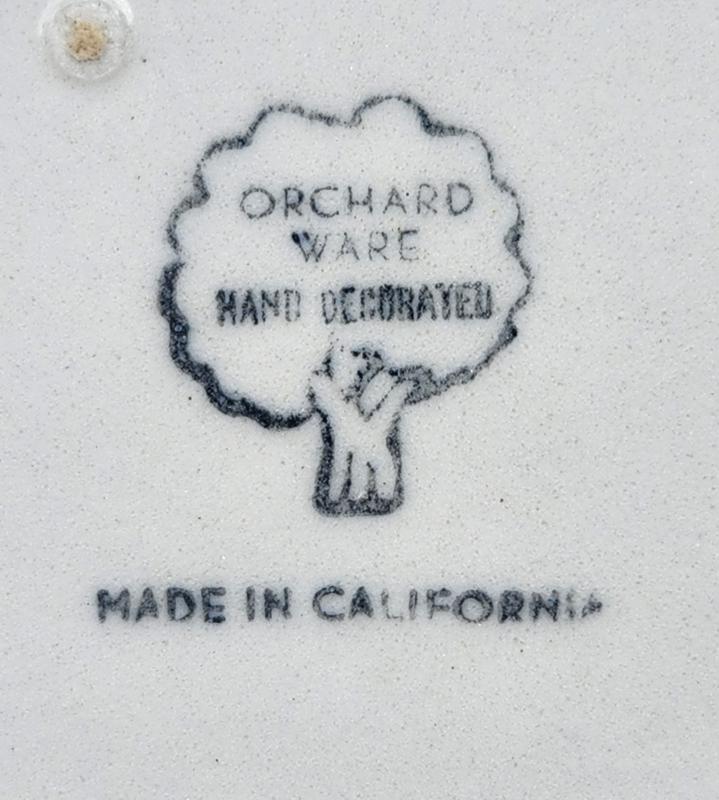 ORCHARD
WARE
HAND DECORATED
MADE IN CALIFORNIA